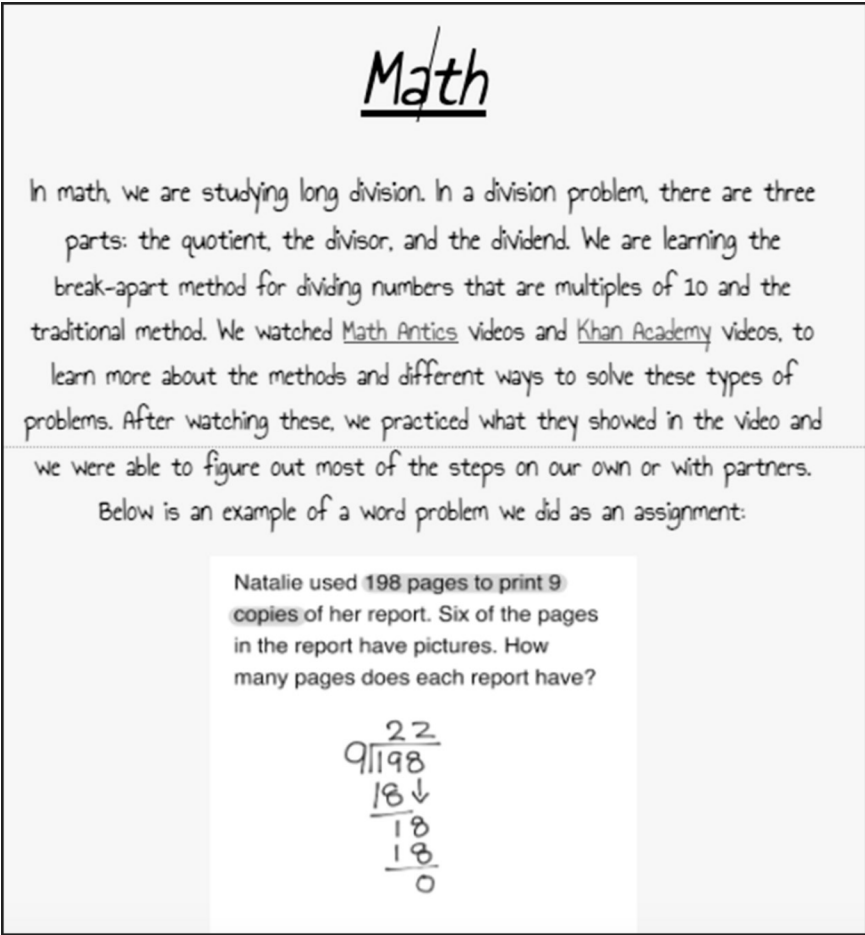 Math
In math, we are studying long division. In a division problem, there are three
parts: the quotient, the divisor, and the dividend. We are learning the
break-apart method for dividing numbers that are multiples of 10 and the
traditional method. We watched Math Antics videos and Khan Academy videos, to
learn more about the methods and different ways to solve these types of
problems. After watching these, we practiced what they showed in the video and
we were able to figure out most of the steps on our own or with partners.
Below is an example of a word problem we did as an assignment:
Natalie used 198 pages to print 9
copies of her report. Six of the pages
in the report have pictures. How
many pages does each report have?
22
9198
18↓
18
18
0